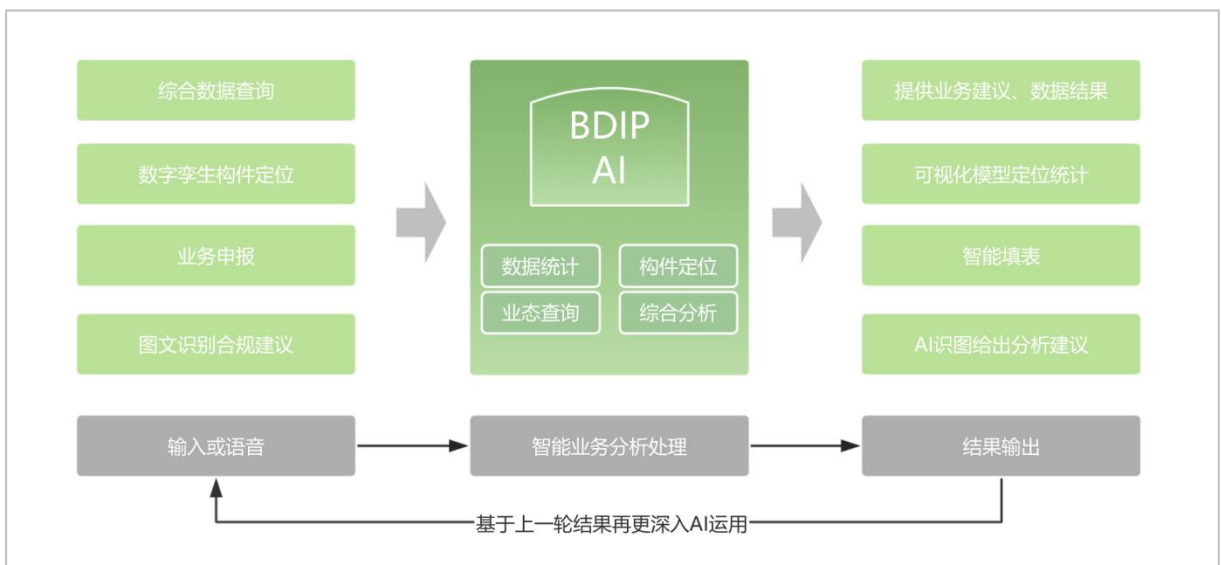 综合数据查询
数字孪生构件定位
业务申报
图文识别合规建议
BDIP
AI
数据统计
构件定位
业态查询
综合分析
提供业务建议、数据结果
可视化模型定位统计
智能填表
AI识图给出分析建议
输入或语音
智能业务分析处理
结果输出
基于上一轮结果再更深入AI运用